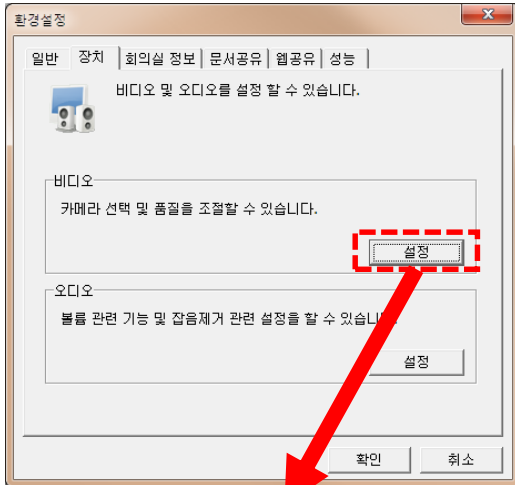 환경설정
일반 장치 회의실 정보 문서공유 웹공유 성능
비디오 및 오디오를 설정 할 수 있습니다.
비디오
카메라 선택 및 품질을 조절할 수 있습니다.
설정
오디오
볼륨 관련 기능 및 잡음제거 관련 설정을 할 수 있습니다.
설정
확인 취소